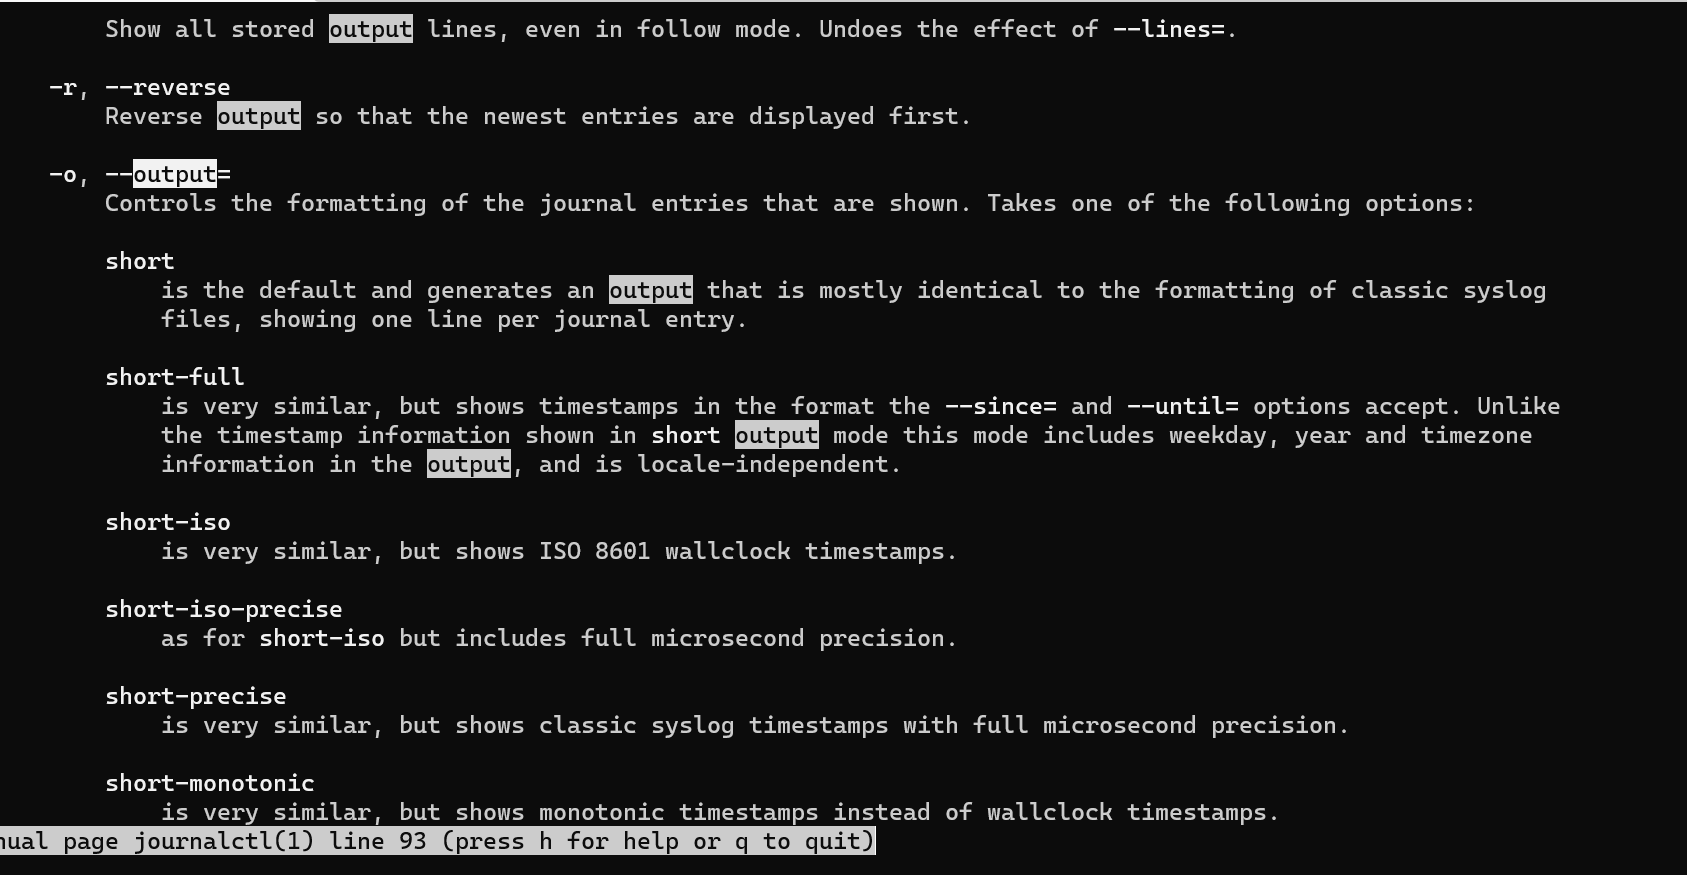 Show all stored output lines, even in follow mode. Undoes the effect of --lines=.
-r, --reverse
Reverse output so that the newest entries are displayed first.
-o, --output=
Controls the formatting of the journal entries that are shown. Takes one of the following options:
short
is the default and generates an output that is mostly identical to the formatting of classic syslog
files, showing one line per journal entry.
short-full
is very similar, but shows timestamps in the format the --since= and --until= options accept. Unlike
the timestamp information shown in short output mode this mode includes weekday, year and timezone
information in the output, and is locale-independent.
short-iso
is very similar, but shows ISO 8601 wallclock timestamps.
short-iso-precise
as for short-iso but includes full microsecond precision.
short-precise
is very similar, but shows classic syslog timestamps with full microsecond precision.
short-monotonic
is very similar, but shows monotonic timestamps instead of wallclock timestamps.
nual page journalctl(1) line 93 (press h for help or q to quit)